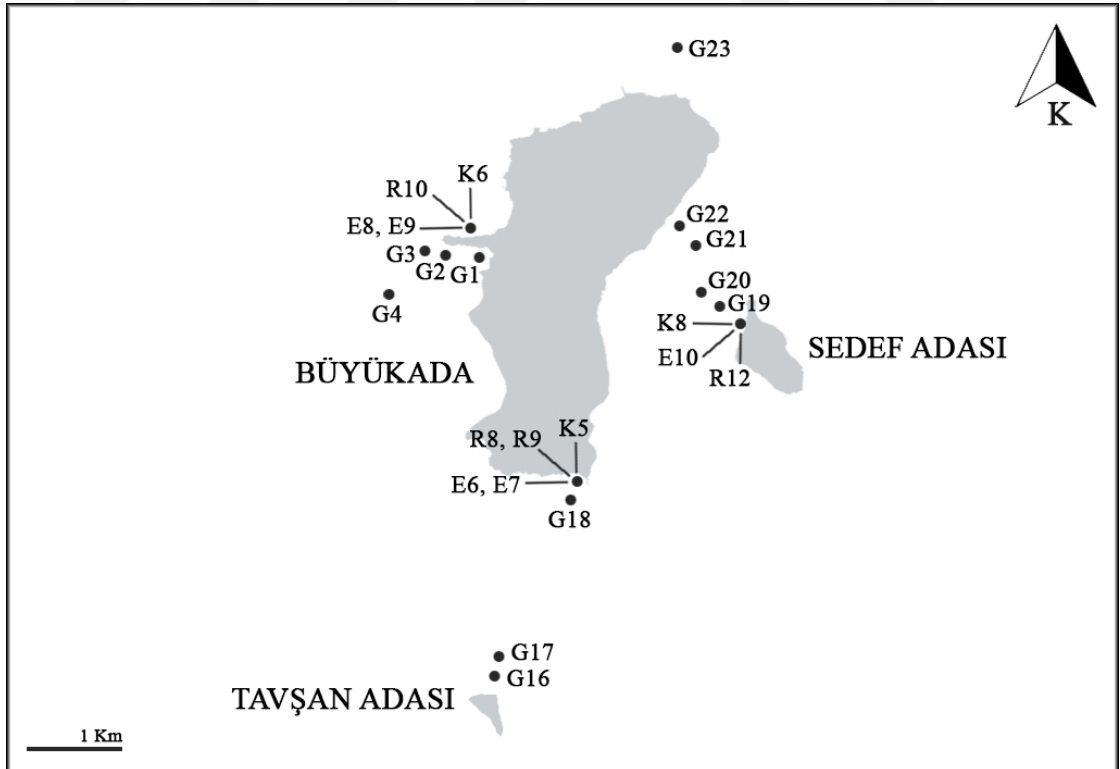 G23
K
K6
R10
E8, E9
G3
G2
G1
G4
G22
G21
G20
G19
K8
E10
R12
SEDEF ADASI
BÜYÜKADA
K5
R8, R9
E6, E7
G18
G17
G16
TAVŞAN ADASI
1 Km